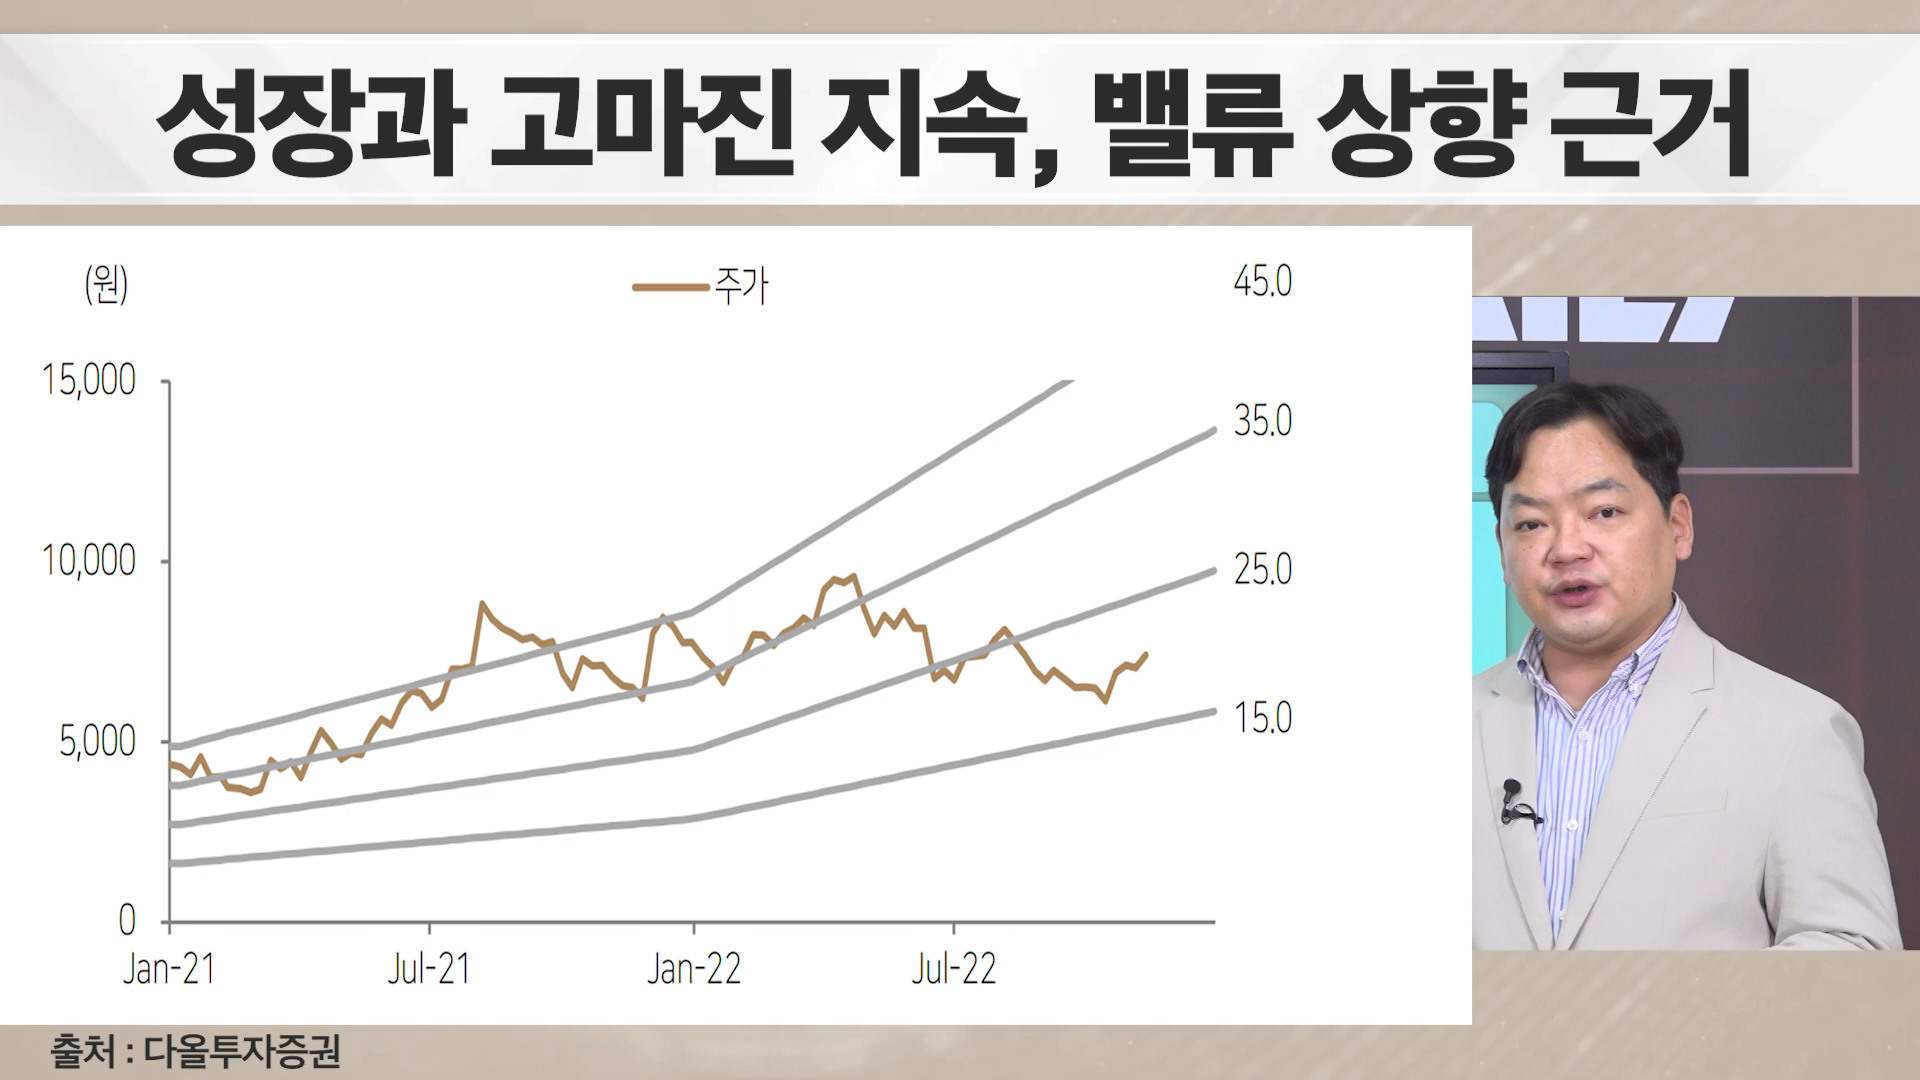 성장과 고마진 지속, 밸류 상향 근거
(원)
주가
45.0
15,000
35.0
10,000
25.0
5,000
15.0
0
Jan-21
Jul-21
Jan-22
Jul-22
출처 : 다올투자증권